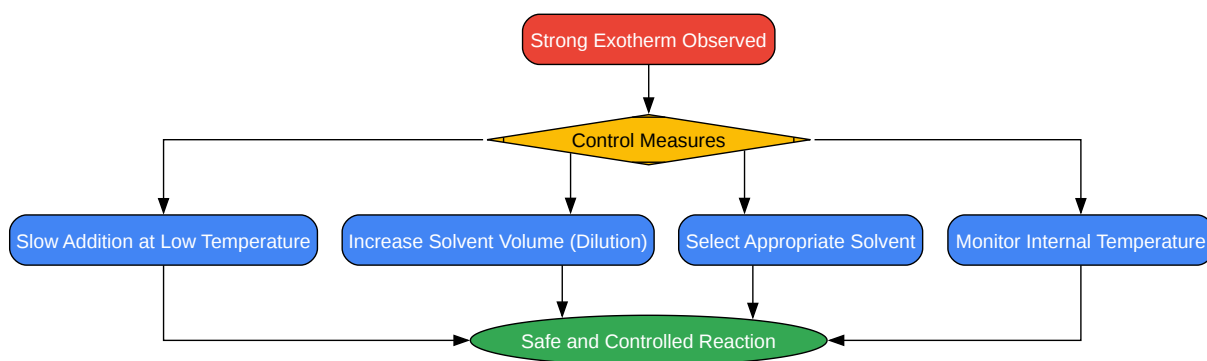 Strong Exotherm Observed
Control Measures
Slow Addition at Low Temperature
Increase Solvent Volume (Dilution)
Select Appropriate Solvent
Monitor Internal Temperature
Safe and Controlled Reaction